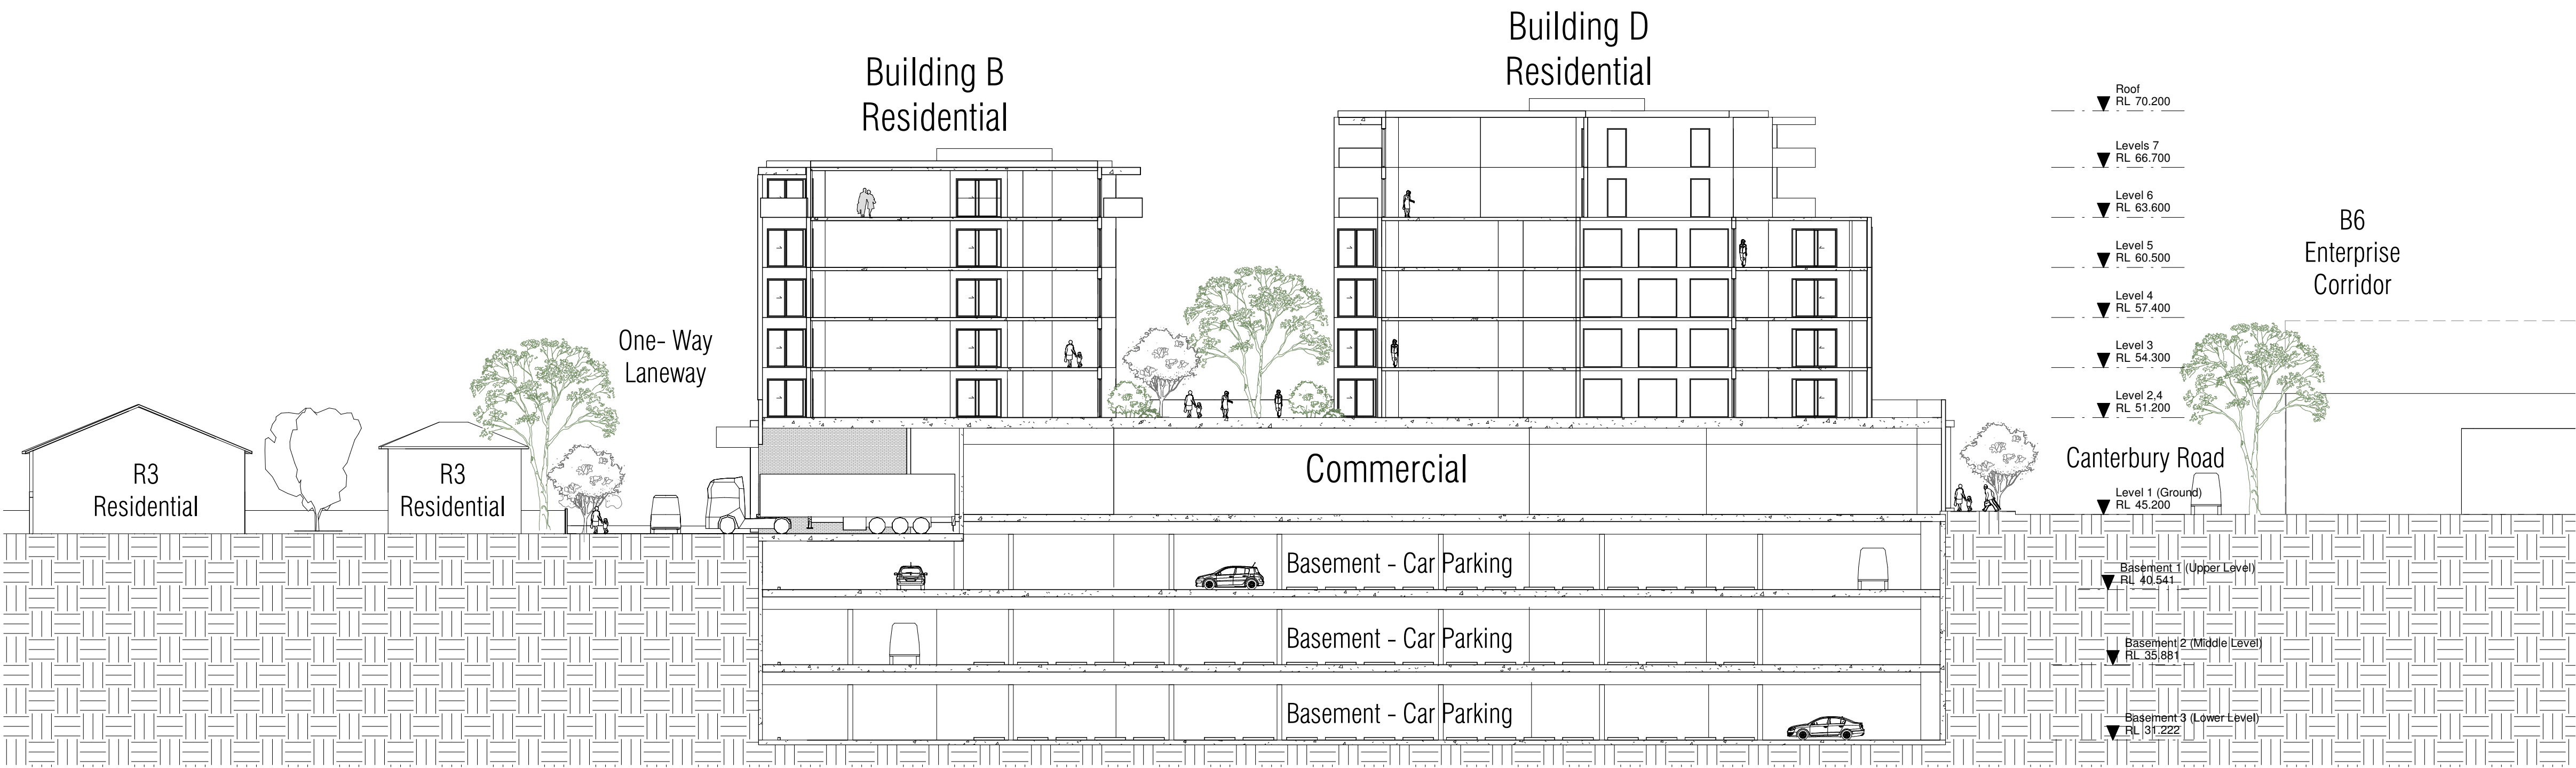 Building B
Residential
Building D
Residential
One- Way
Laneway
R3
Residential
R3
Residential
Commercial
Basement - Car Parking
Basement - Car Parking
Basement - Car Parking
Roof
RL 70.200
Levels 7
RL 66.700
Level 6
RL 63.600
Level 5
RL 60.500
Level 4
RL 57.400
Level 3
RL 54.300
Level 2,4
RL 51.200
Canterbury Road
Level 1 (Ground)
RL 45.200
Basement 1 (Upper Level)
RL 40.541
Basement 2 (Middle Level)
RL 35.881
Basement 3 (Lower Level)
RL 31.222
B6
Enterprise
Corridor